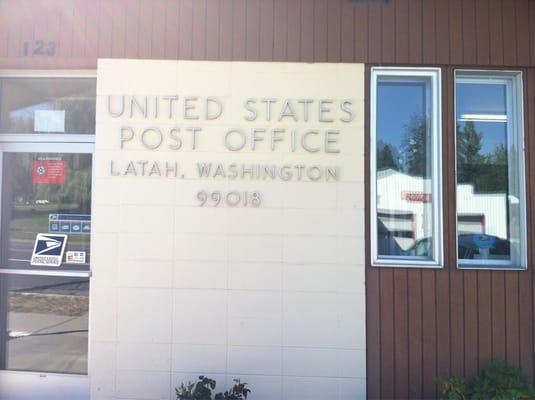 123
UNITED STATES
POST OFFICE
LATAH, WASHINGTON
99018